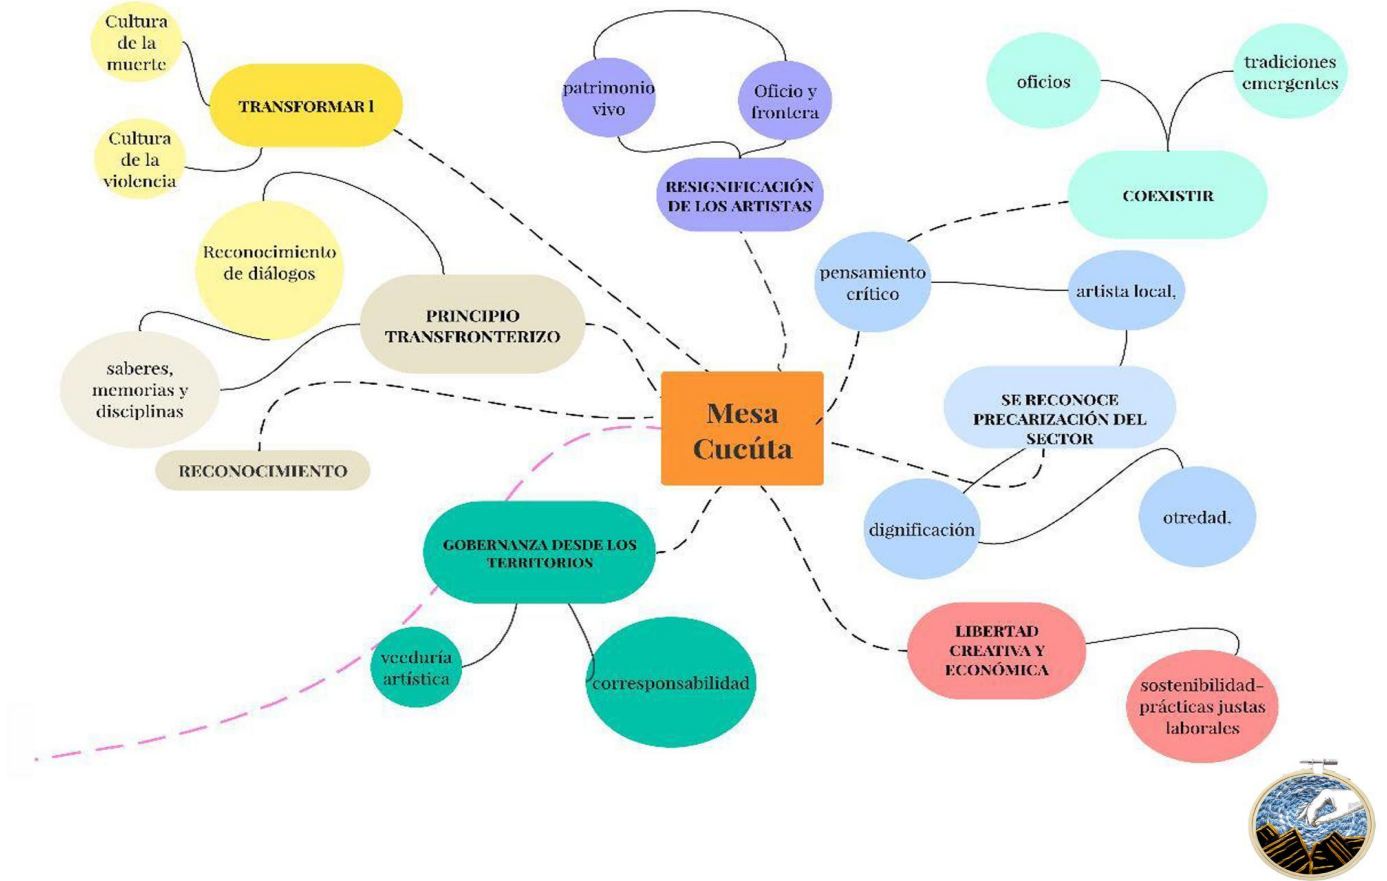 Cultura
de la
muerte
TRANSFORMAR l
Cultura
de la
violencia
patrimonio
vivo
Oficio y
frontera
RESIGNIFICACIÓN
DE LOS ARTISTAS
oficios
tradiciones
emergentes
COEXISTIR
Reconocimiento
de diálogos
PRINCIPIO
TRANSFRONTERIZO
saberes,
memorias y
disciplinas
RECONOCIMIENTO
pensamiento
crítico
artista local,
SE RECONOCE
PRECARIZACIÓN DEL
SECTOR
Mesa
Cucúta
dignificación
otredad,
GOBERNANZA DESDE LOS
TERRITORIOS
veeduría
artística
corresponsabilidad
LIBERTAD
CREATIVA Y
ECONÓMICA
sostenibilidad-
prácticas justas
laborales